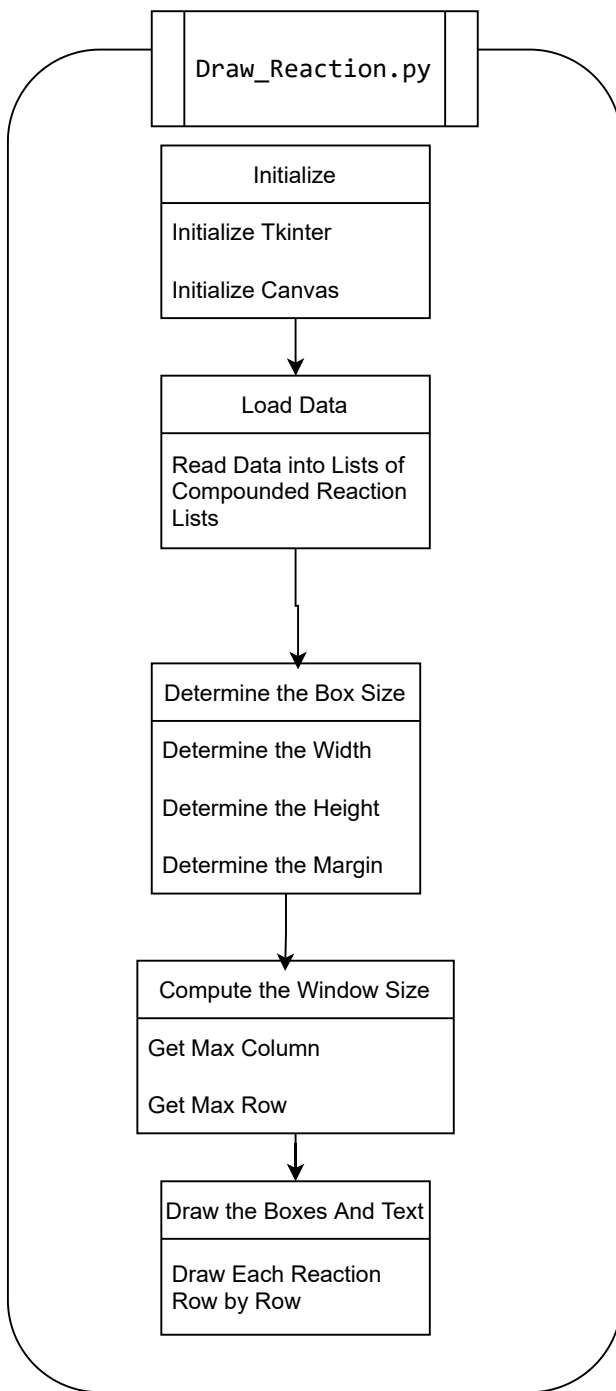 Draw_Reaction.py
Initialize
Initialize Tkinter
Initialize Canvas
Load Data
Read Data into Lists of
Compounded Reaction
Lists
Determine the Box Size
Determine the Width
Determine the Height
Determine the Margin
Compute the Window Size
Get Max Column
Get Max Row
Draw the Boxes And Text
Draw Each Reaction
Row by Row